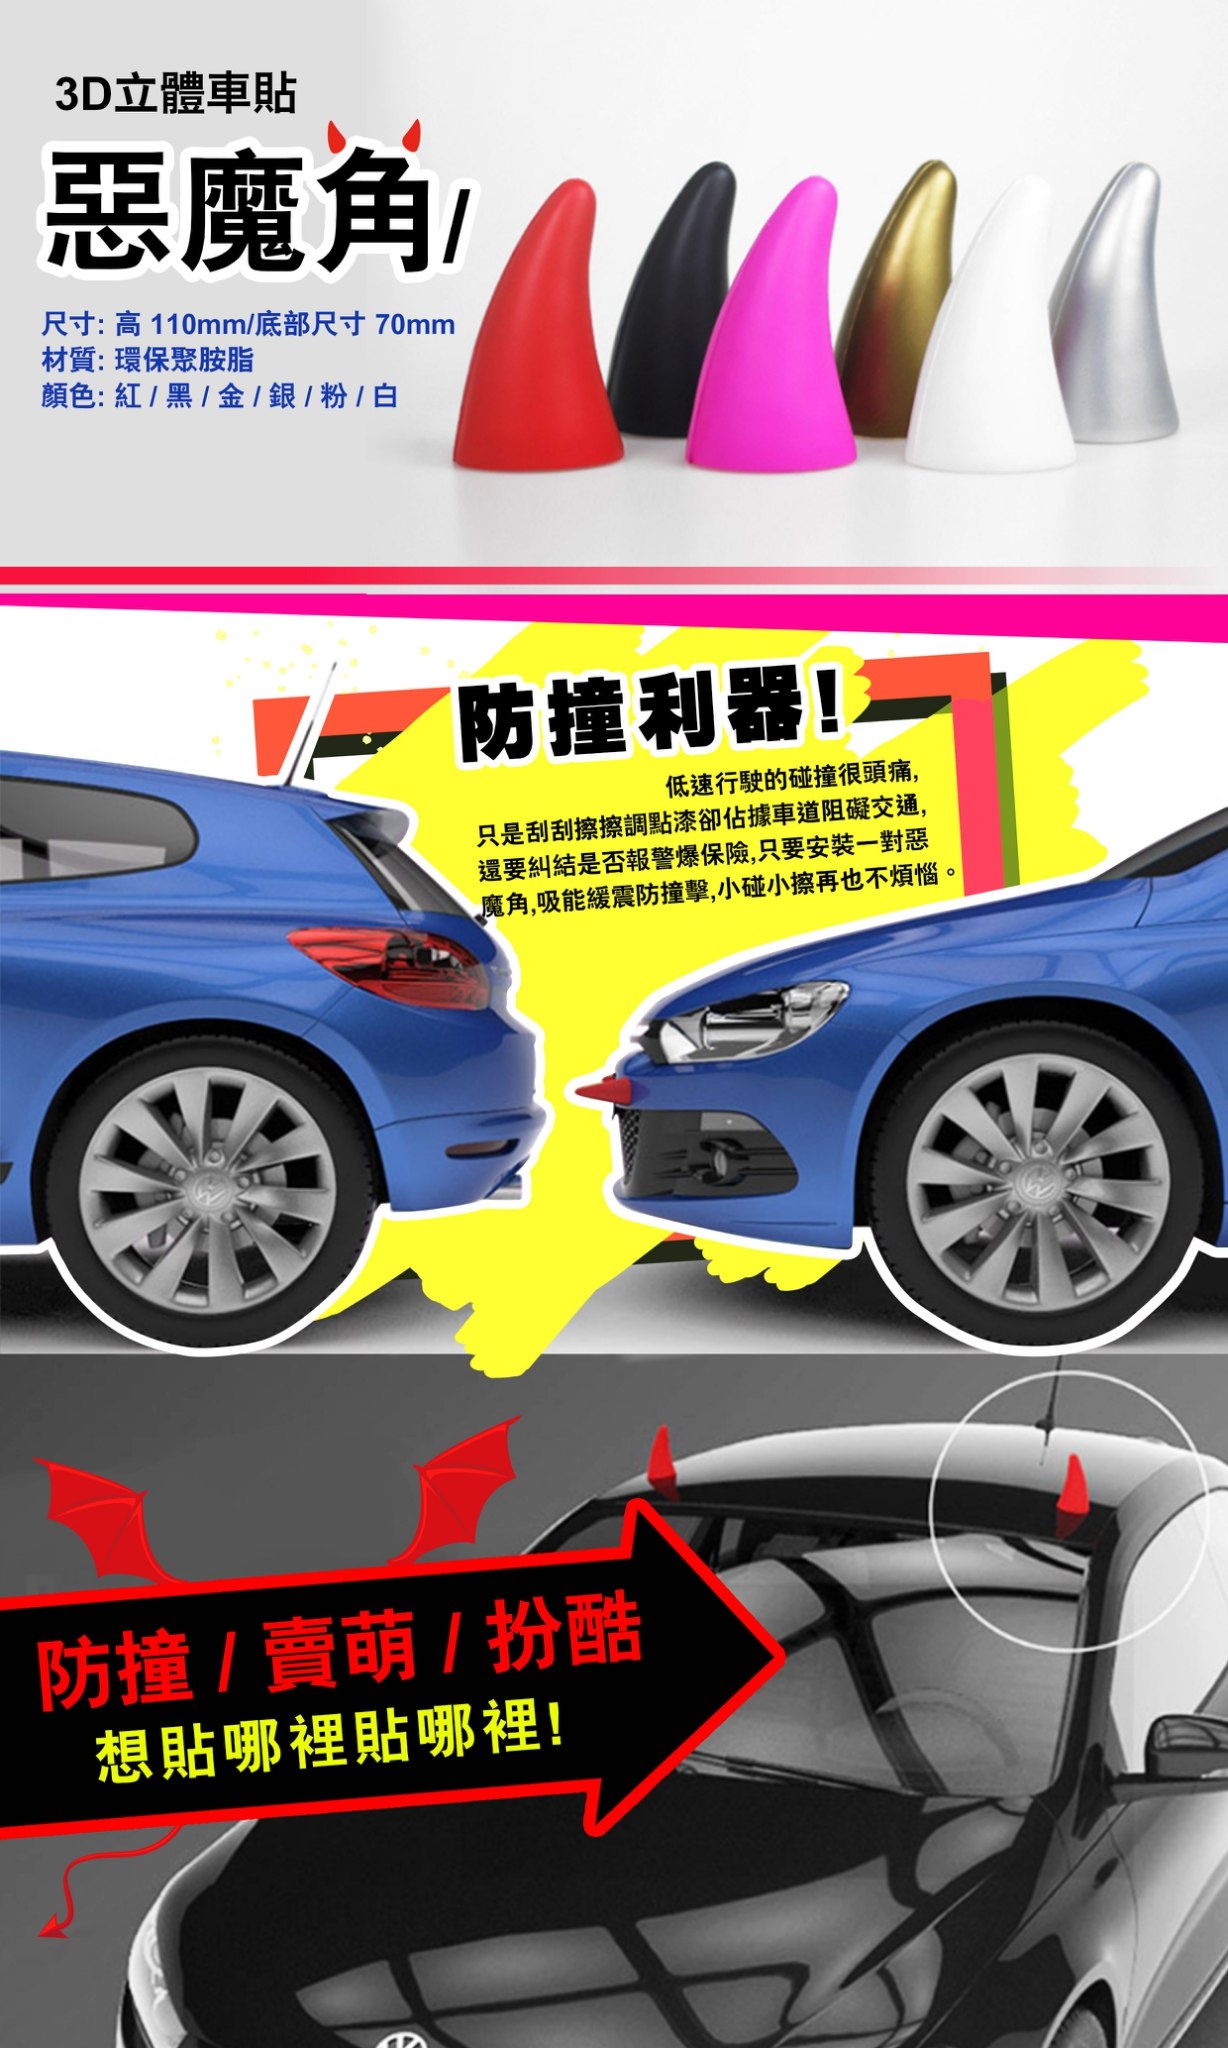 3D立體車貼
惡魔角/
尺寸: 高 110mm/底部尺寸 70mm
材質: 環保聚胺脂
顏色: 紅 / 黑 / 金 / 銀 / 粉 / 白
防撞利器!
低速行駛的碰撞很頭痛,
只是刮刮擦擦調點漆卻佔據車道阻礙交通,
還要糾結是否報警爆保險,只要安裝一對惡
魔角,吸能緩震防撞擊,小碰小擦再也不煩惱。
防撞 / 賣萌 / 扮酷
想貼哪裡貼哪裡!